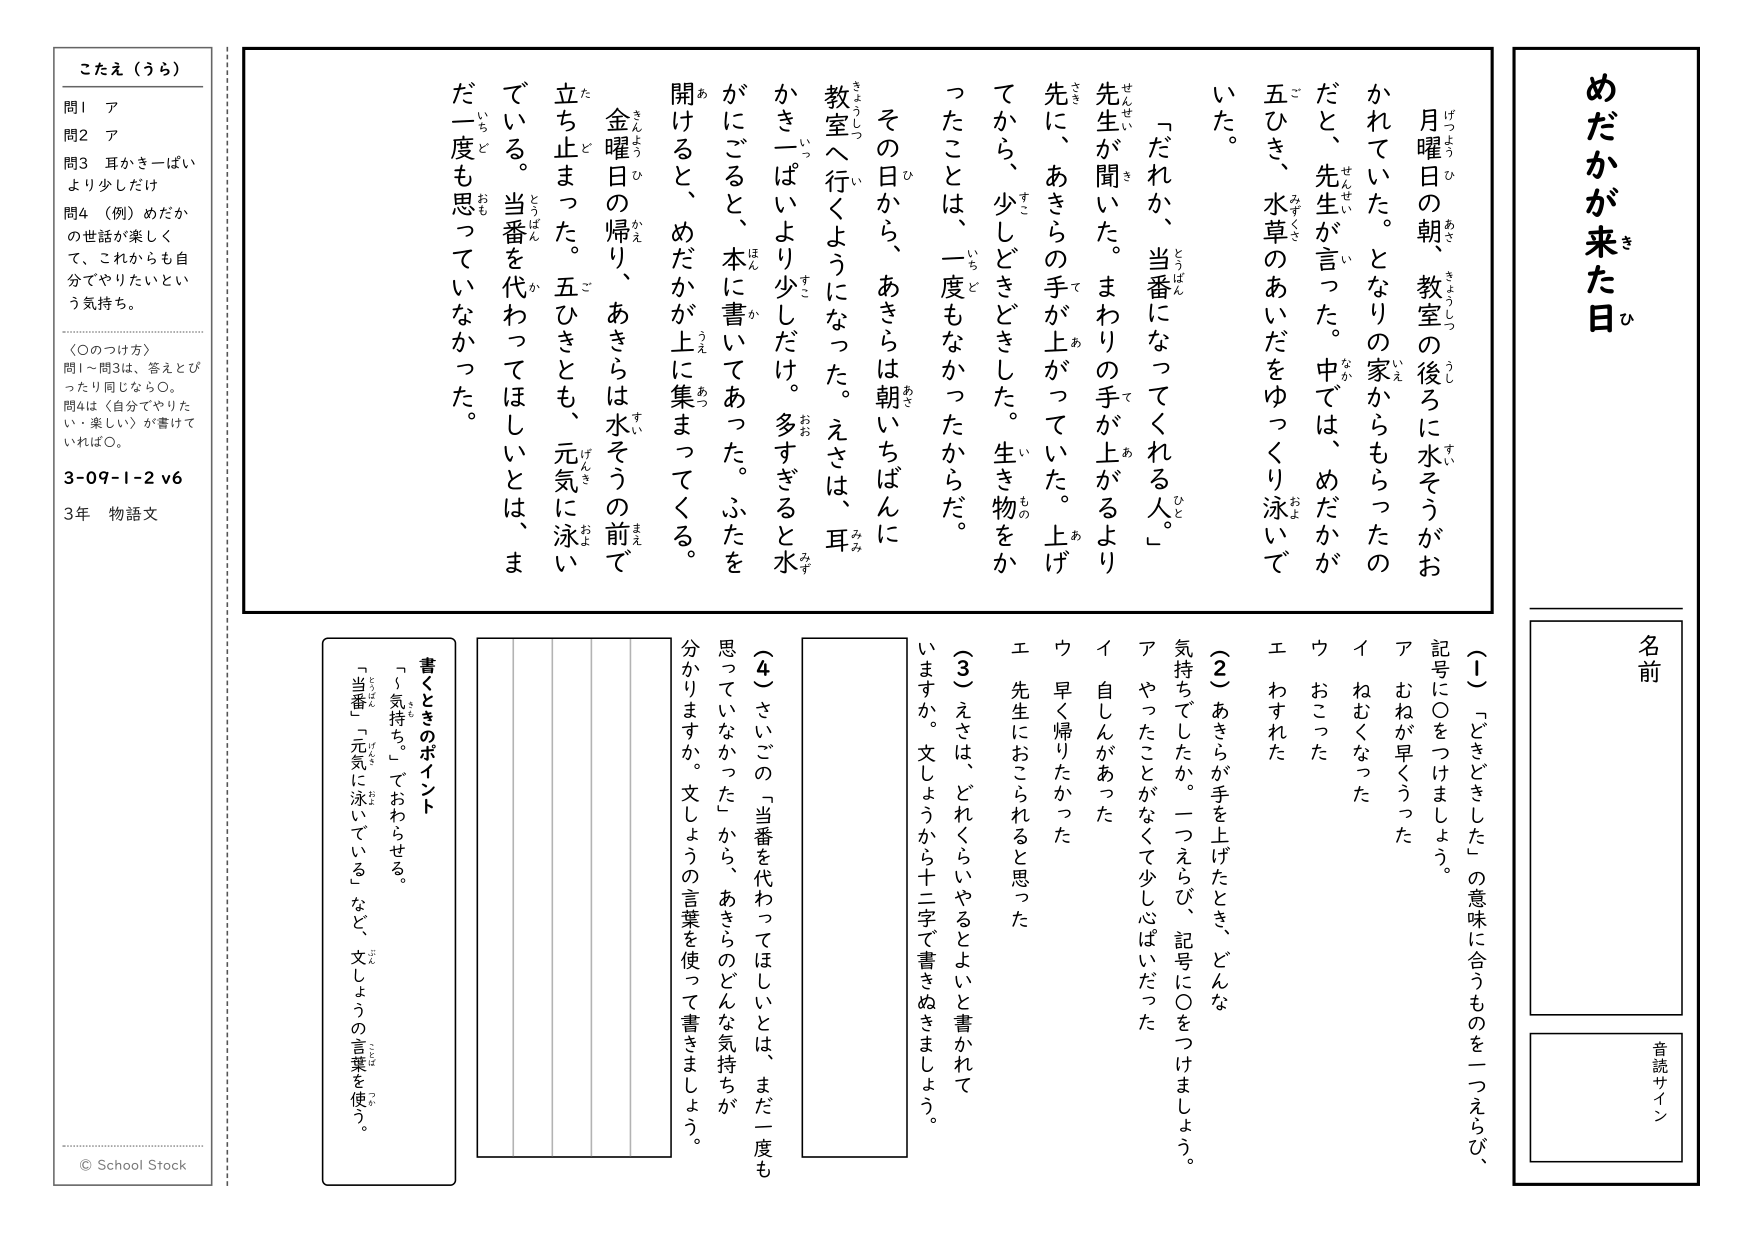 めだかが来た日
名前
音読サイン
月曜日の朝、教室の後ろに水そうがお
かれていた。となりの家からもらったの
だと、先生が言った。中では、めだかが
五ひき、水草のあいだをゆっくり泳いで
いた。
「だれか、当番になってくれる人。」
先生が聞いた。まわりの手が上がるより
先に、あきらの手が上がっていた。上げ
てから、少しどきどきした。生き物をか
ったことは、一度もなかったからだ。
その日から、あきらは朝いちばんに
教室へ行くようになった。えさは、耳
かき一ぱいより少しだけ。多すぎると水
がにごると、本に書いてあった。ふたを
開けると、めだかが上に集まってくる。
金曜日の帰り、あきらは水そうの前で
立ち止まった。五ひきとも、元気に泳い
でいる。当番を代わってほしいとは、ま
だ一度も思っていなかった。
(1)「どきどきした」の意味に合うものを一つえらび、
記号に〇をつけましょう。
ア むねが早くうった
イ ねむくなった
ウ おこった
エ わすれた
(2)あきらが手を上げたとき、どんな
気持ちでしたか。一つえらび、記号に〇をつけましょう。
ア やったことがなくて少し心ぱいだった
イ 自しんがあった
ウ 早く帰りたかった
エ 先生におこられると思った
(3)えさは、どれくらいやるとよいと書かれて
いますか。文しょうから十二字で書きぬきましょう。
(4)さいごの「当番を代わってほしいとは、まだ一度も
思っていなかった」から、あきらのどんな気持ちが
分かりますか。文しょうの言葉を使って書きましょう。
書くときのポイント
「〜気持ち。」でおわらせる。
「当番」「元気に泳いでいる」など、文しょうの言葉を使う。
こたえ(うら)
問1 ア
問2 ア
問3 耳かき一ぱい
より少しだけ
問4 (例)めだか
の世話が楽しく
て、これからも自
分でやりたいとい
う気持ち。
〈〇のつけ方〉
問1〜問3は、答えとぴ
ったり同じなら〇。
問4は〈自分でやりた
い・楽しい〉が書けて
いれば〇。
3-09-1-2 v6
3年 物語文
© School Stock